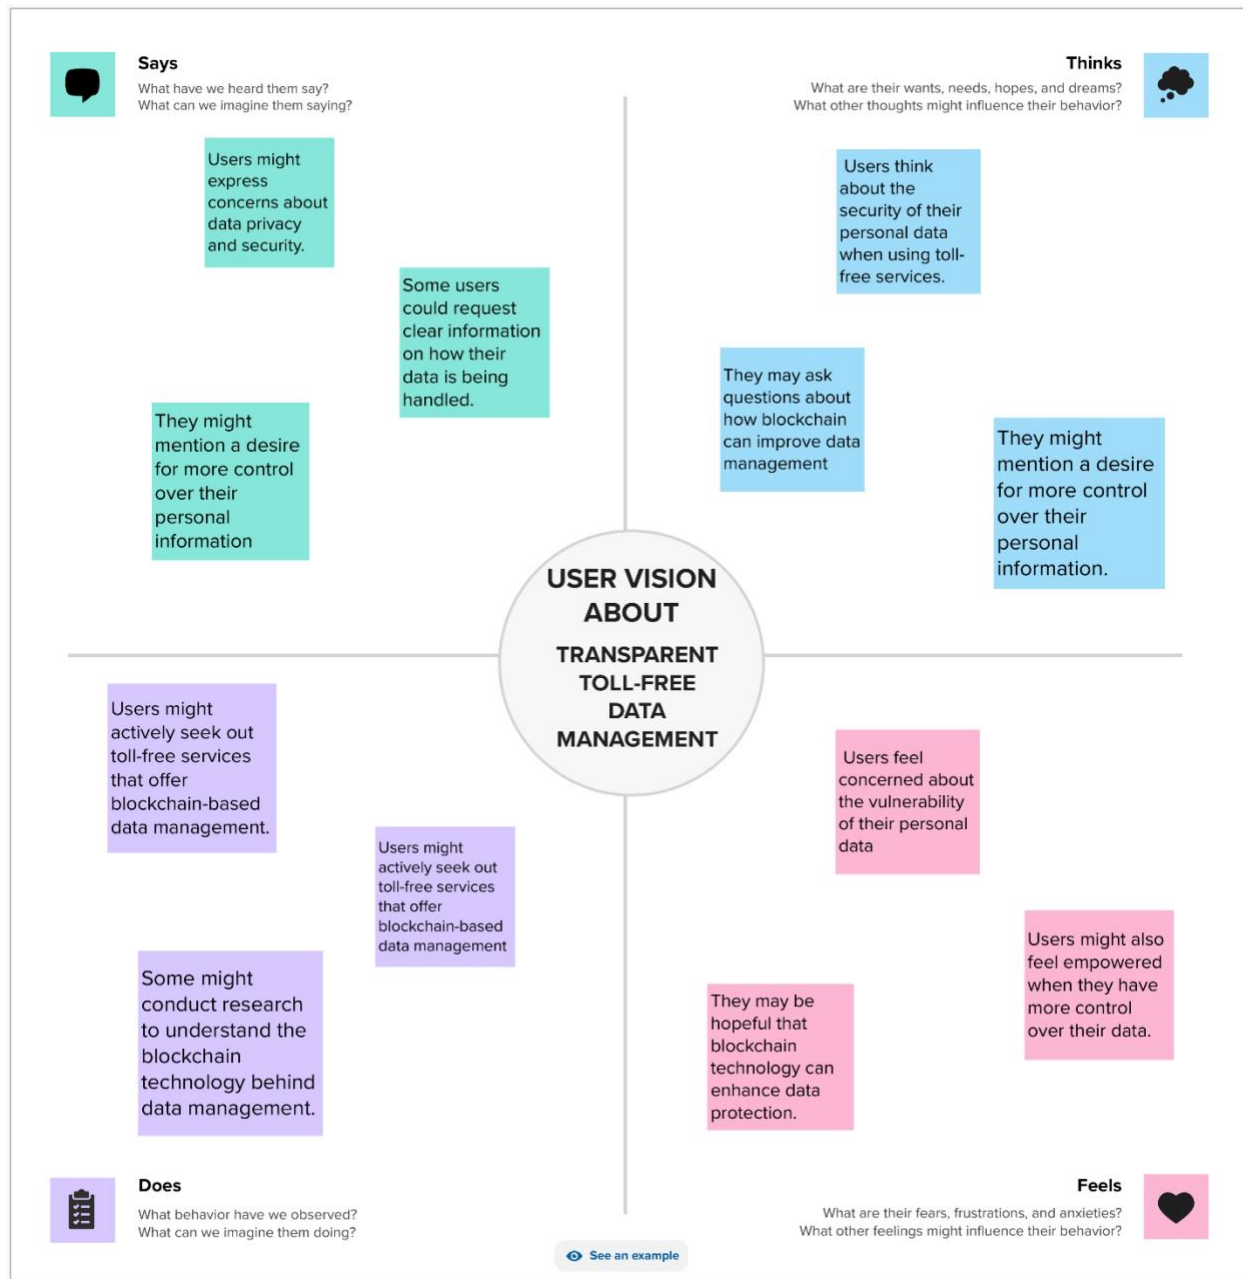 Says
What have we heard them say?
What can we imagine them saying?
Users might
express
concerns about
data privacy
and security.
Some users
could request
clear information
on how their
data is being
handled.
They might
mention a desire
for more control
over their
personal
information
Thinks
What are their wants, needs, hopes, and dreams?
What other thoughts might influence their behavior?
Users think
about the
security of their
personal data
when using toll-
free services.
They may ask
questions about
how blockchain
can improve data
management
They might
mention a desire
for more control
over their
personal
information.
USER VISION
ABOUT
TRANSPARENT
TOLL-FREE
DATA
MANAGEMENT
Users might
actively seek out
toll-free services
that offer
blockchain-based
data management.
Users might
actively seek out
toll-free services
that offer
blockchain-based
data management
Some might
conduct research
to understand the
blockchain
technology behind
data management.
Does
What behavior have we observed?
What can we imagine them doing?
Users feel
concerned about
the vulnerability
of their personal
data
Users might also
feel empowered
when they have
more control
over their data.
They may be
hopeful that
blockchain
technology can
enhance data
protection.
Feels
What are their fears, frustrations, and anxieties?
What other feelings might influence their behavior?
See an example